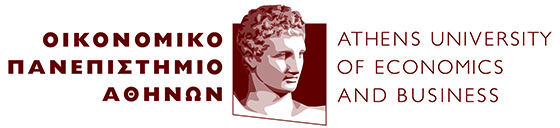 ΟΙΚΟΝΟΜΙΚΟ
ΠΑΝΕΠΙΣΤΗΜΙΟ
ΑΘΗΝΩΝ
ATHENS UNIVERSITY
OF ECONOMICS
AND BUSINESS